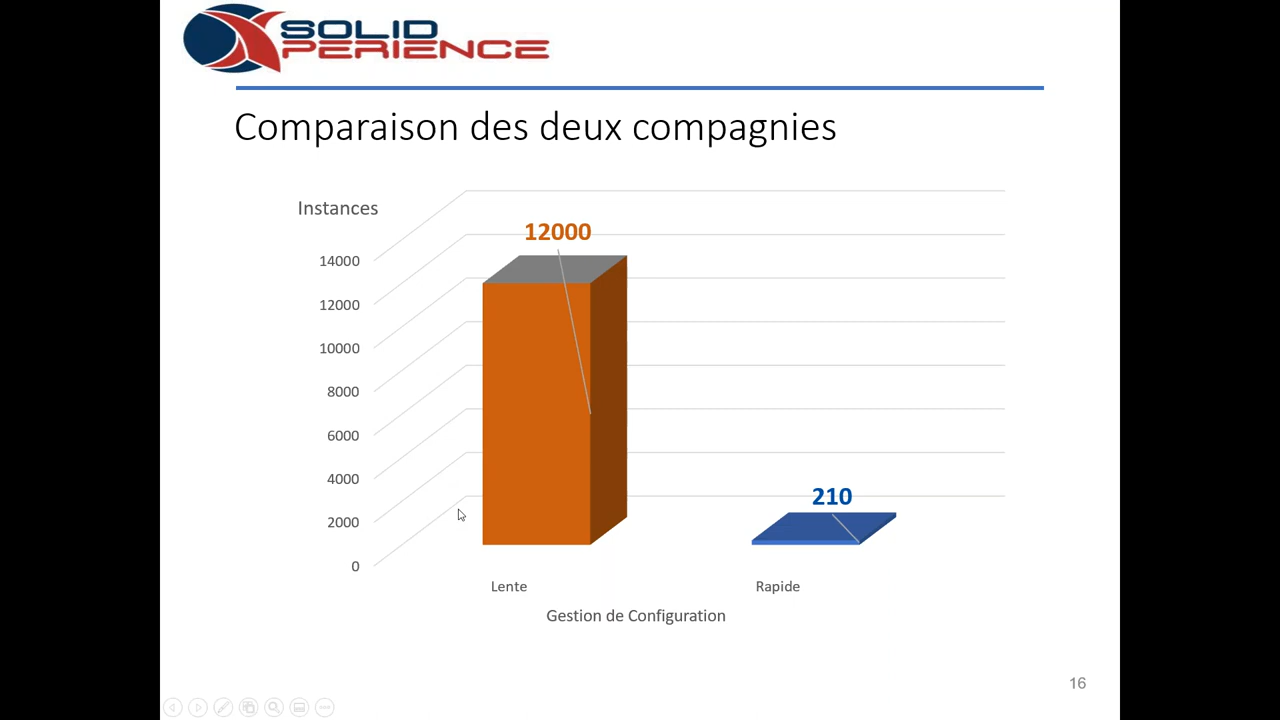 SOLID
XPERIENCE
Comparaison des deux compagnies
Instances
12000
14000
12000
10000
8000
6000
4000
2000
0
210
Lente
Rapide
Gestion de Configuration
16